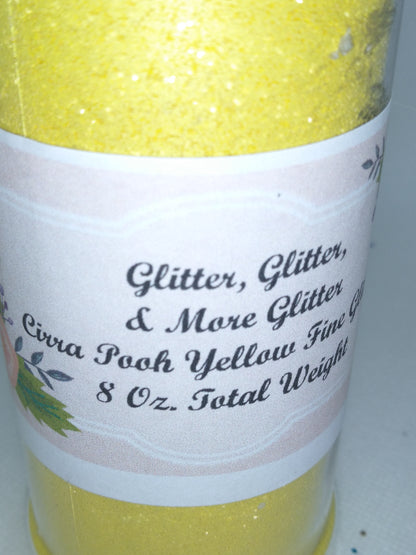 Glitter, Glitter,
& More Glitter
Cirra Pooh Yellow Fine
8 Oz. Total Weight